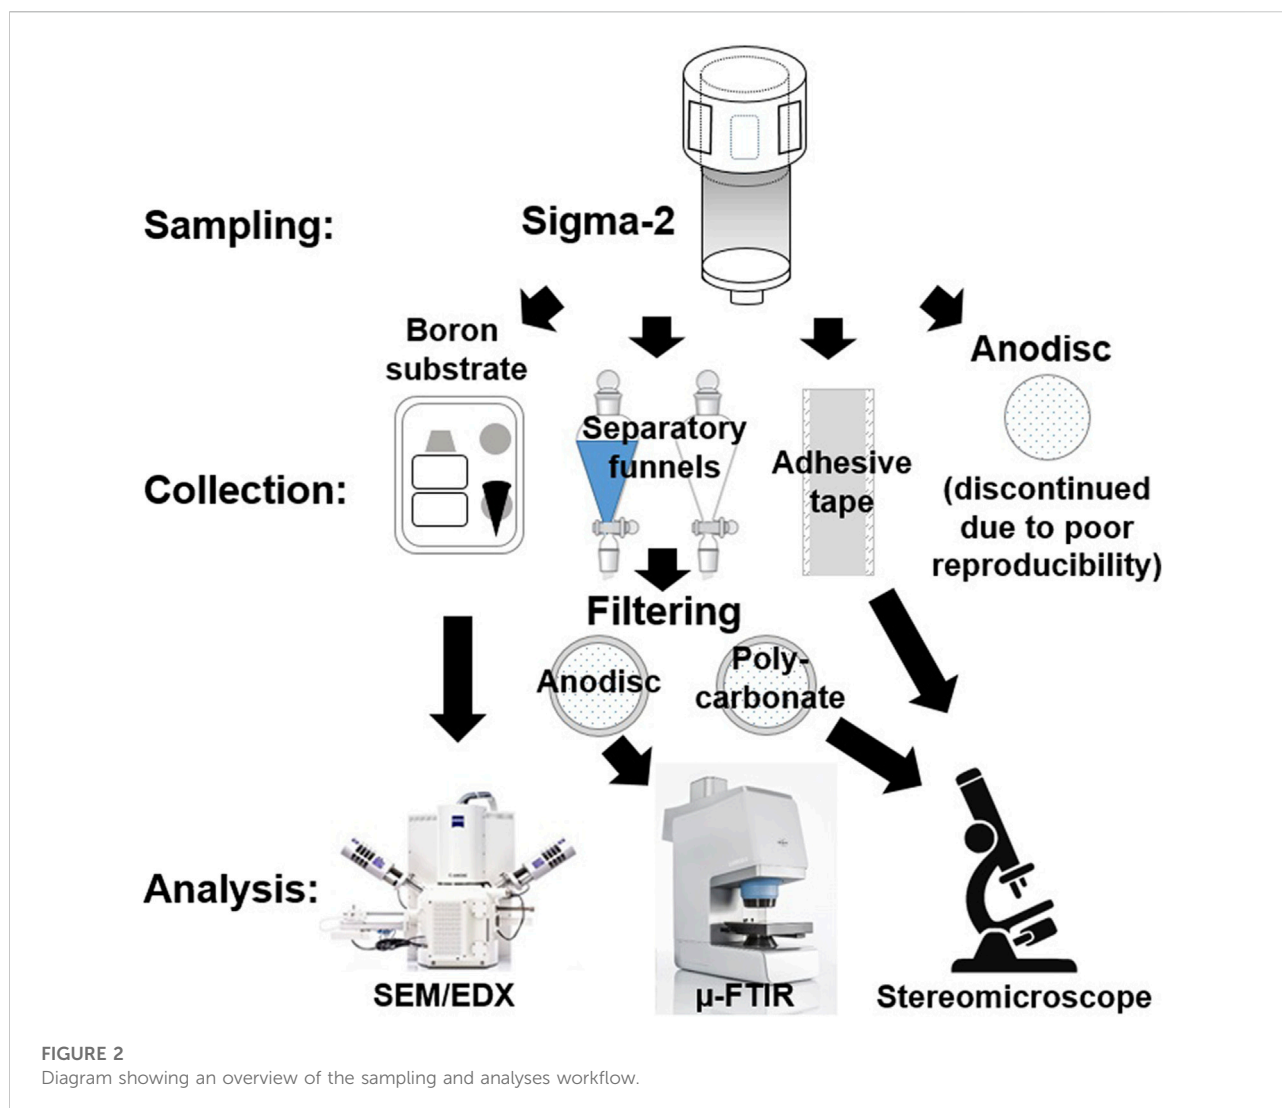 Sampling:
Sigma-2
Boron
substrate
Separatory
funnels
Adhesive
tape
Anodisc
(discontinued
due to poor
reproducibility)
Collection:
Filtering
Anodisc
Poly-
carbonate
Analysis:
SEM/EDX
µ-FTIR
Stereomicroscope
FIGURE 2
Diagram showing an overview of the sampling and analyses workflow.